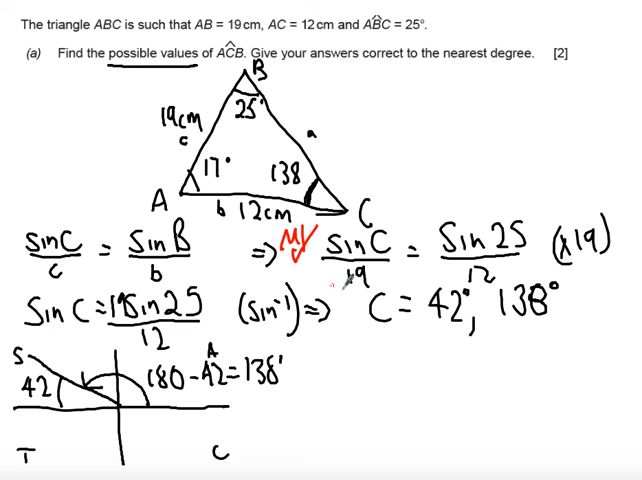 The triangle ABC is such that AB = 19 cm, AC = 12 cm and AB̂C = 25°.
(a) Find the possible values of AĈB. Give your answers correct to the nearest degree. [2]
B
25°
19cm
c
a
17°
138
A
b 12cm
C
sinC/c = sinB/b ⇒ M1 sinC/19 = Sin25/12 (x19)
Sin C = 19Sin25/12 (Sin⁻¹) ⇒ C = 42°, 138°
S
A
42
180 - 42 = 138°
T
C